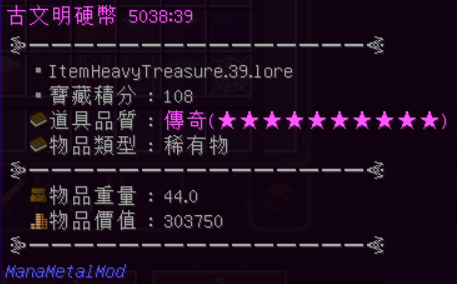 古文明硬幣 5038:39
ItemHeavyTreasure.39.lore
寶藏積分 : 108
道具品質 : 傳奇(★★★★★★★★★★)
物品類型 : 稀有物
物品重量 : 44.0
物品價值 : 303750
ManaMetalMod